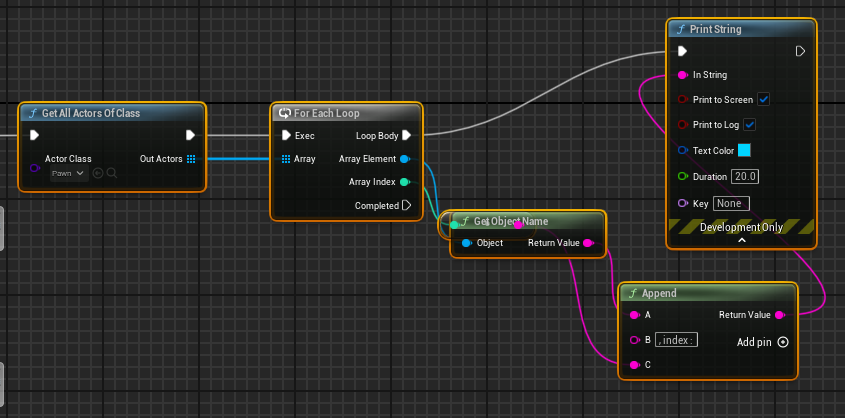 Get All Actors Of Class
Actor Class
Pawn
Out Actors
For Each Loop
Exec
Loop Body
Array
Array Element
Array Index
Completed
Get Object Name
Object
Return Value
Print String
In String
Print to Screen
Print to Log
Text Color
Duration
20.0
Key
None
Development Only
Append
A
Return Value
B
,index:
Add pin
C